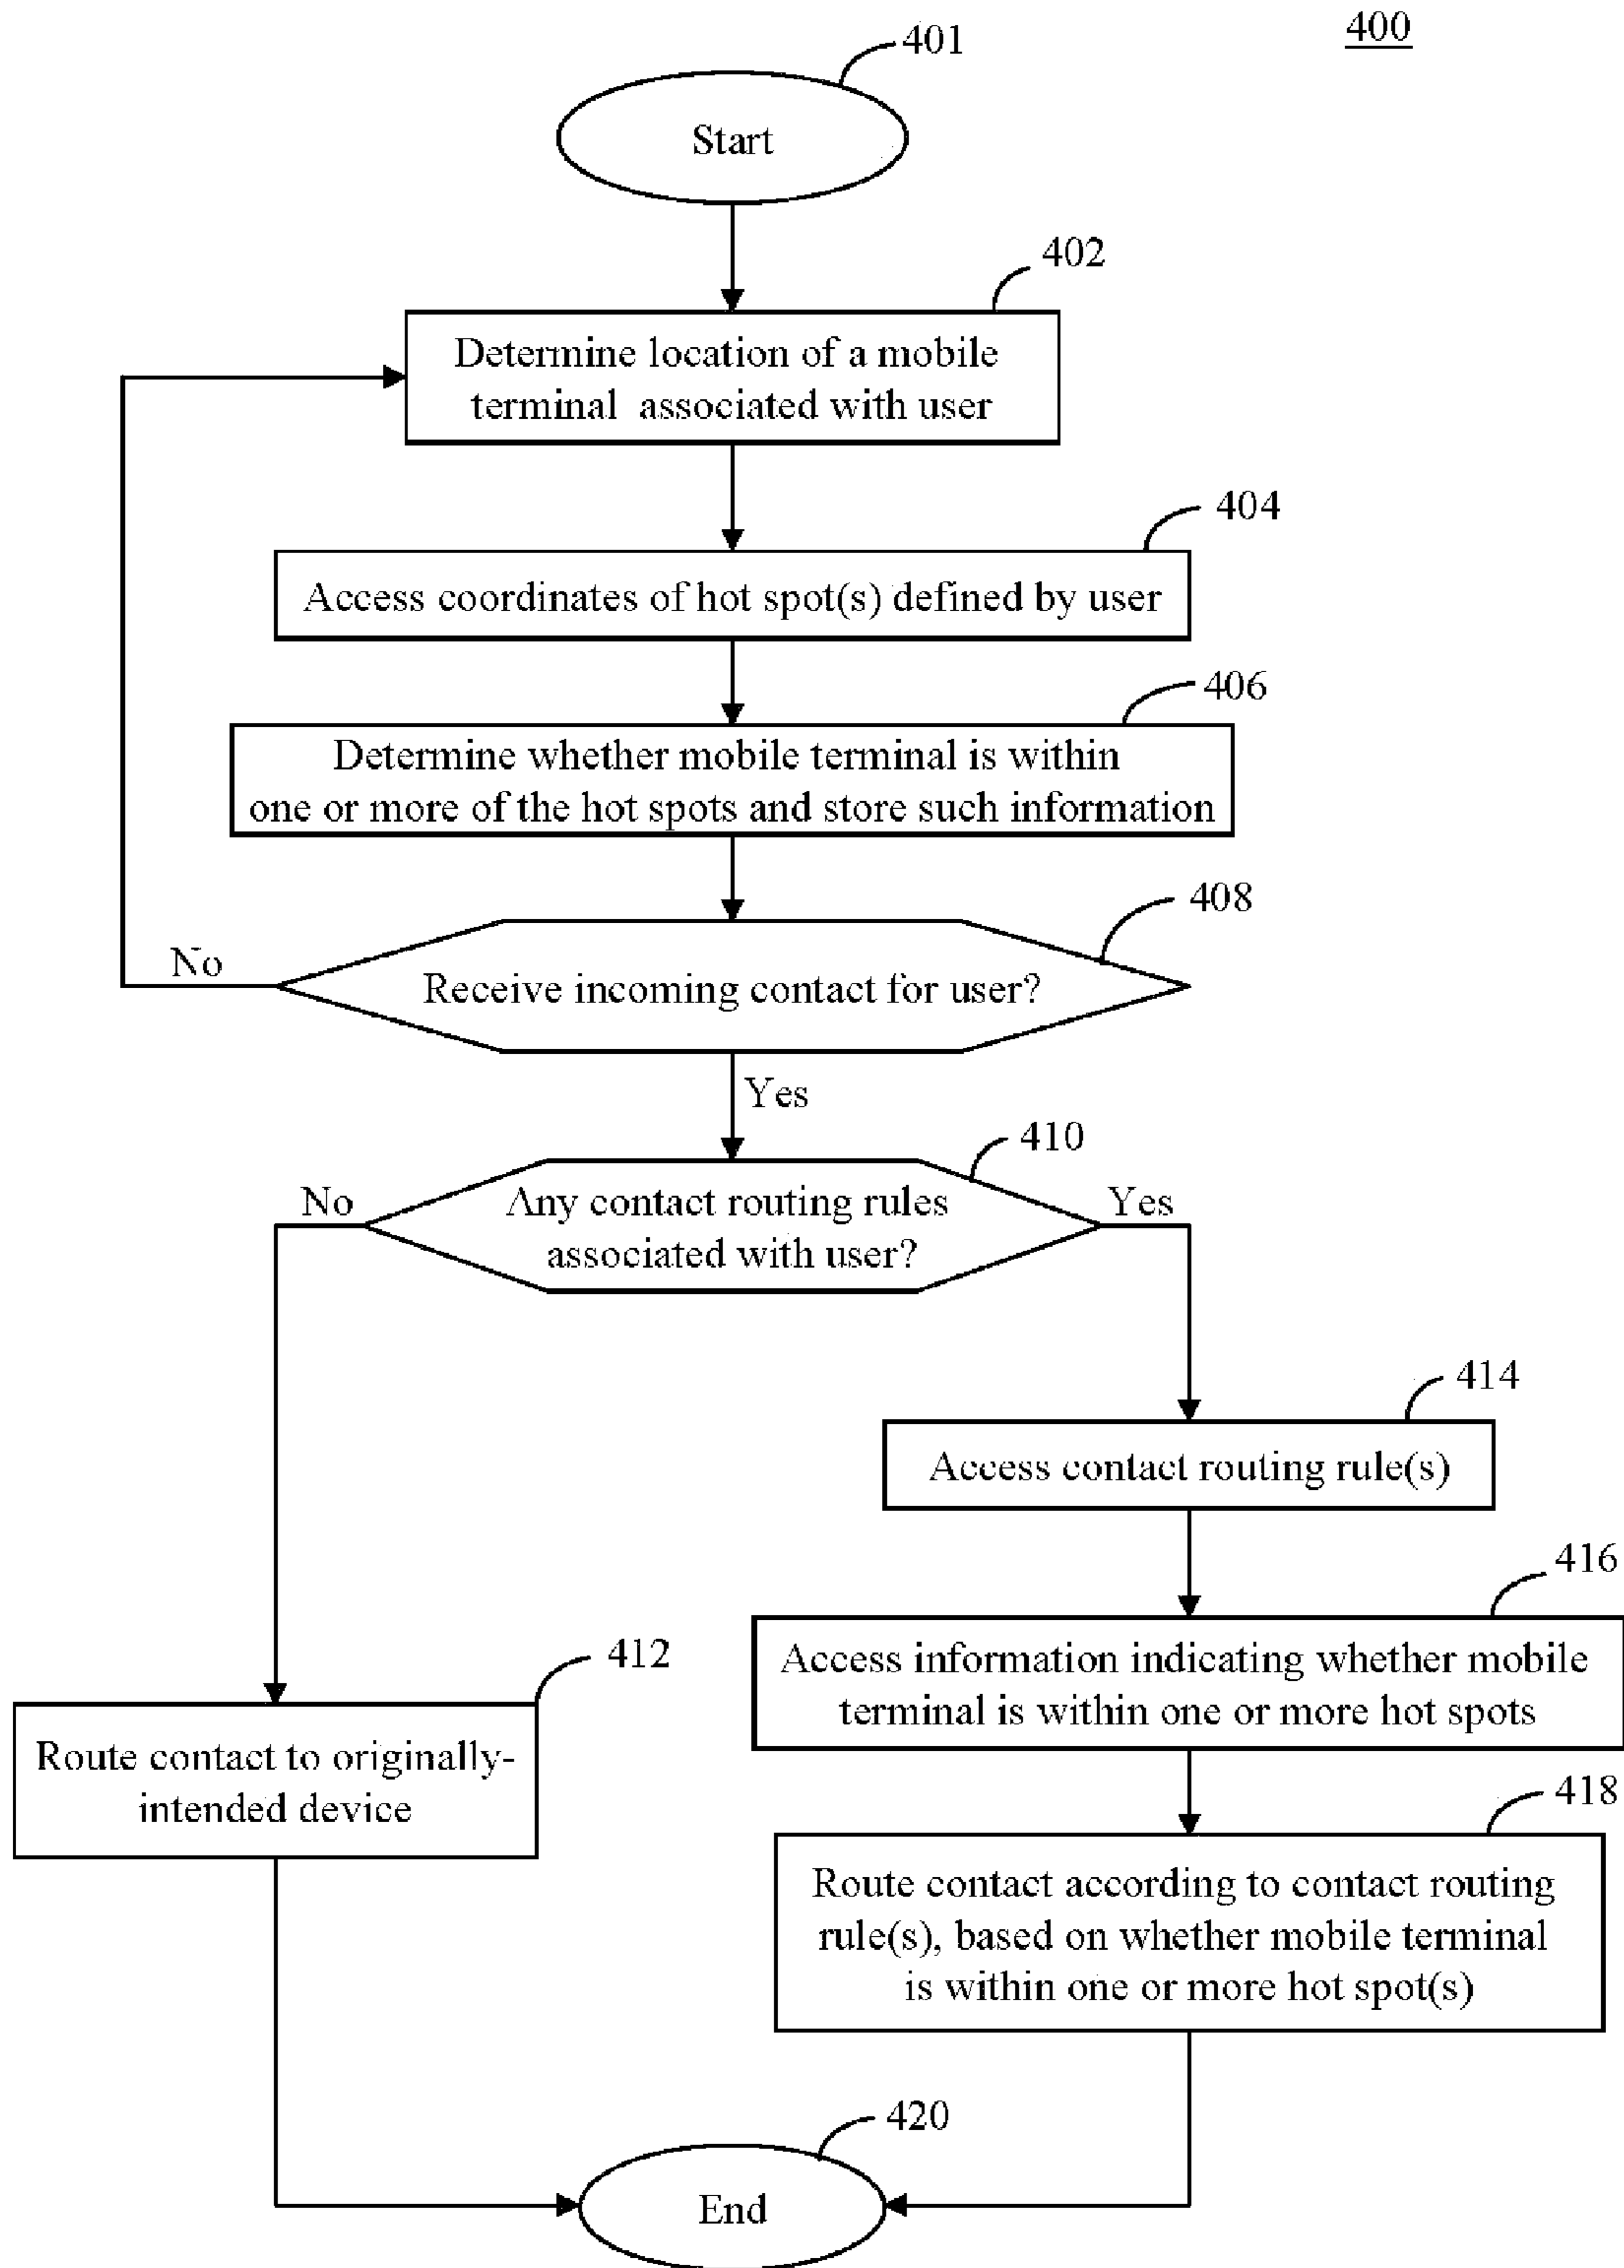 400
401
Start
402
Determine location of a mobile
terminal associated with user
404
Access coordinates of hot spot(s) defined by user
406
Determine whether mobile terminal is within
one or more of the hot spots and store such information
408
No
Receive incoming contact for user?
Yes
410
No
Any contact routing rules
associated with user?
Yes
414
Access contact routing rule(s)
416
Access information indicating whether mobile
terminal is within one or more hot spots
412
Route contact to originally-
intended device
418
Route contact according to contact routing
rule(s), based on whether mobile terminal
is within one or more hot spot(s)
420
End